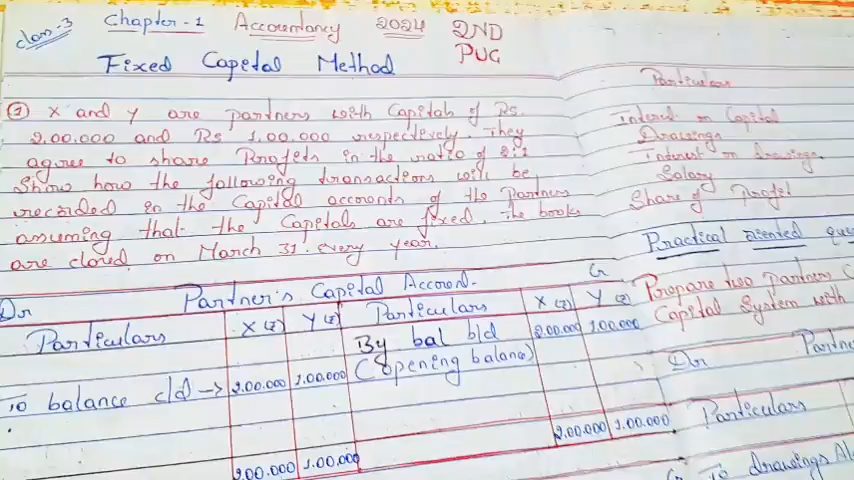 class.3
Chapter-1 Accountancy 2024 2ND PUC
Fixed Capetal Method
① X and Y are partners with Capitals of Rs.
2,00,000 and Rs 1,00,000 respectevely. They
agree to share Profets in the ratio of 2:1
Show how the following transactions will be
recorded in the Capital accounts of the Partners
assuming that the Capitals are fixed. The books
are closed on March 31. every year.
Partner's Capital Account
Dr Cr
Particulars X (₹) Y (₹) Particulars X (₹) Y (₹)
By bal b/d 2,00,000 1,00,000
(Opening balance)
To balance c/d → 2,00,000 1,00,000
2,00,000 1,00,000 2,00,000 1,00,000
Particulars
Interest on Capital
Drawings
Interest on Drawings.
Salary
Share of Profit
Practical oriented
Prepare two partners
Capital System with
Dr
Particulars
To drawings